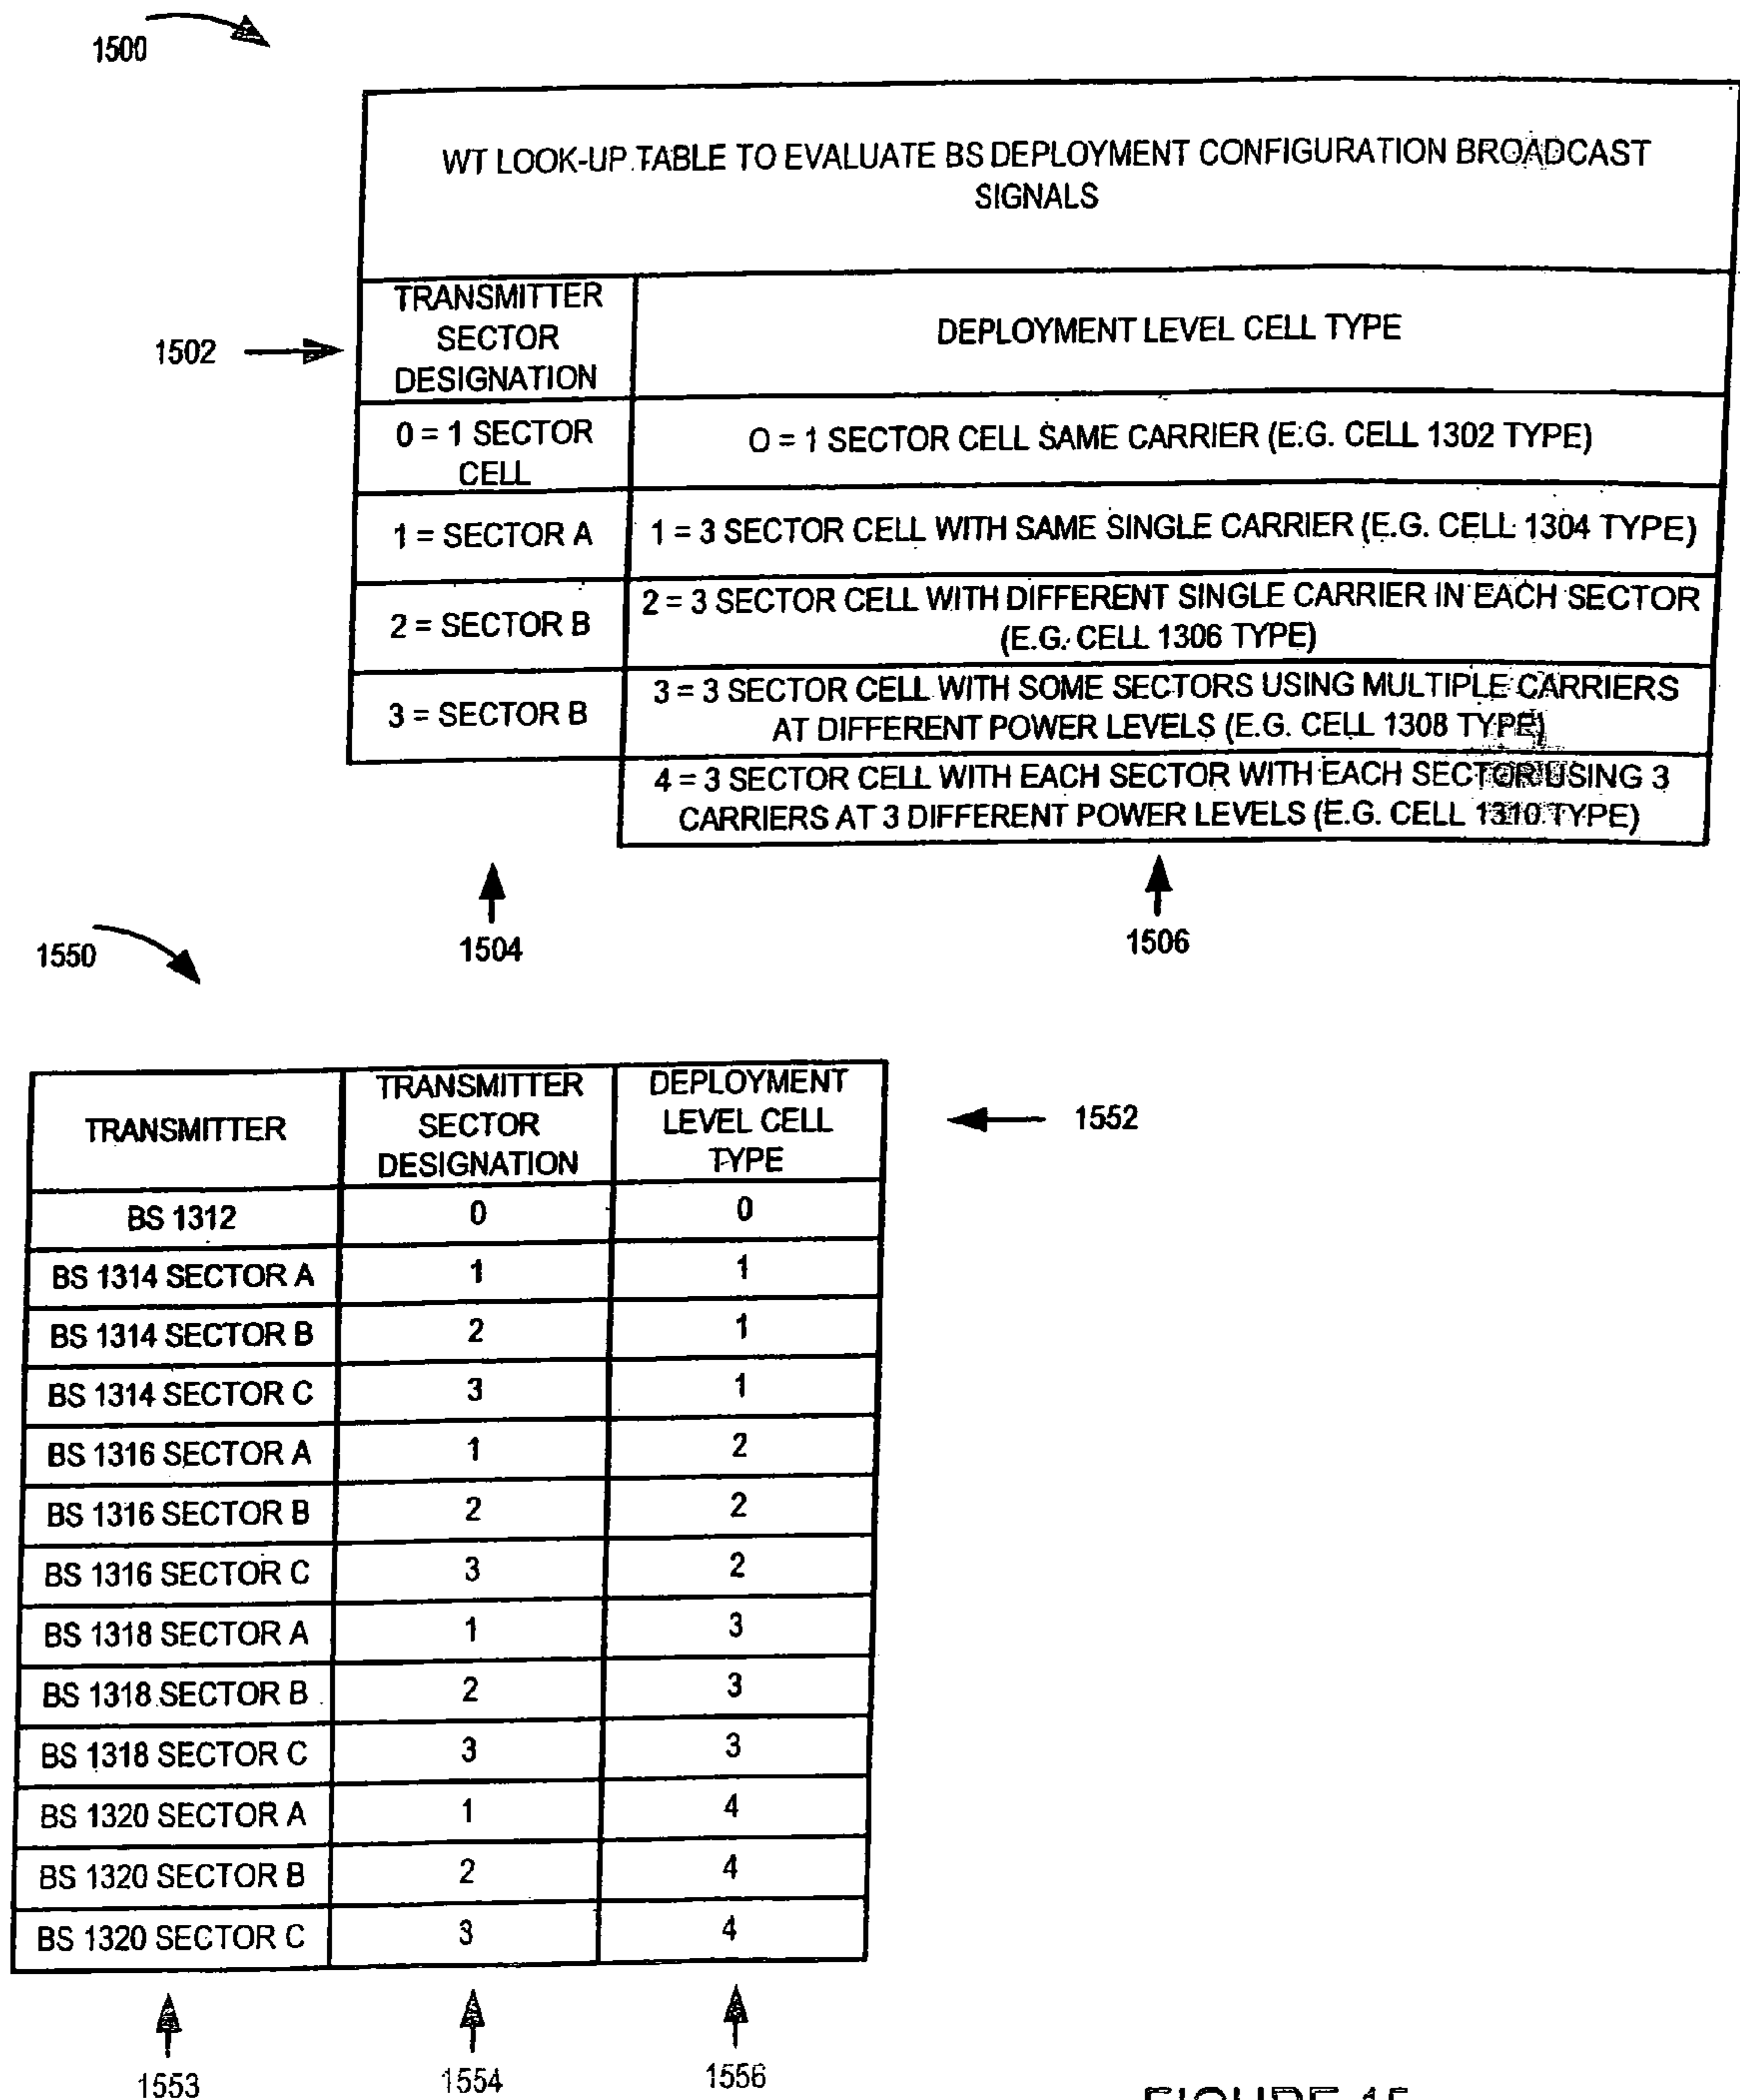 1500
WT LOOK-UP TABLE TO EVALUATE BS DEPLOYMENT CONFIGURATION BROADCAST
SIGNALS
1502
TRANSMITTER
SECTOR
DESIGNATION
DEPLOYMENT LEVEL CELL TYPE
0 = 1 SECTOR
CELL
O = 1 SECTOR CELL SAME CARRIER (E.G. CELL 1302 TYPE)
1 = SECTOR A
1 = 3 SECTOR CELL WITH SAME SINGLE CARRIER (E.G. CELL 1304 TYPE)
2 = SECTOR B
2 = 3 SECTOR CELL WITH DIFFERENT SINGLE CARRIER IN EACH SECTOR
(E.G. CELL 1306 TYPE)
3 = SECTOR B
3 = 3 SECTOR CELL WITH SOME SECTORS USING MULTIPLE CARRIERS
AT DIFFERENT POWER LEVELS (E.G. CELL 1308 TYPE)
4 = 3 SECTOR CELL WITH EACH SECTOR WITH EACH SECTOR USING 3
CARRIERS AT 3 DIFFERENT POWER LEVELS (E.G. CELL 1310 TYPE)
1504
1506
1550
TRANSMITTER
TRANSMITTER
SECTOR
DESIGNATION
DEPLOYMENT
LEVEL CELL
TYPE
1552
BS 1312 0 0
BS 1314 SECTOR A 1 1
BS 1314 SECTOR B 2 1
BS 1314 SECTOR C 3 1
BS 1316 SECTOR A 1 2
BS 1316 SECTOR B 2 2
BS 1316 SECTOR C 3 2
BS 1318 SECTOR A 1 3
BS 1318 SECTOR B 2 3
BS 1318 SECTOR C 3 3
BS 1320 SECTOR A 1 4
BS 1320 SECTOR B 2 4
BS 1320 SECTOR C 3 4
1553
1554
1556
FIGURE 15